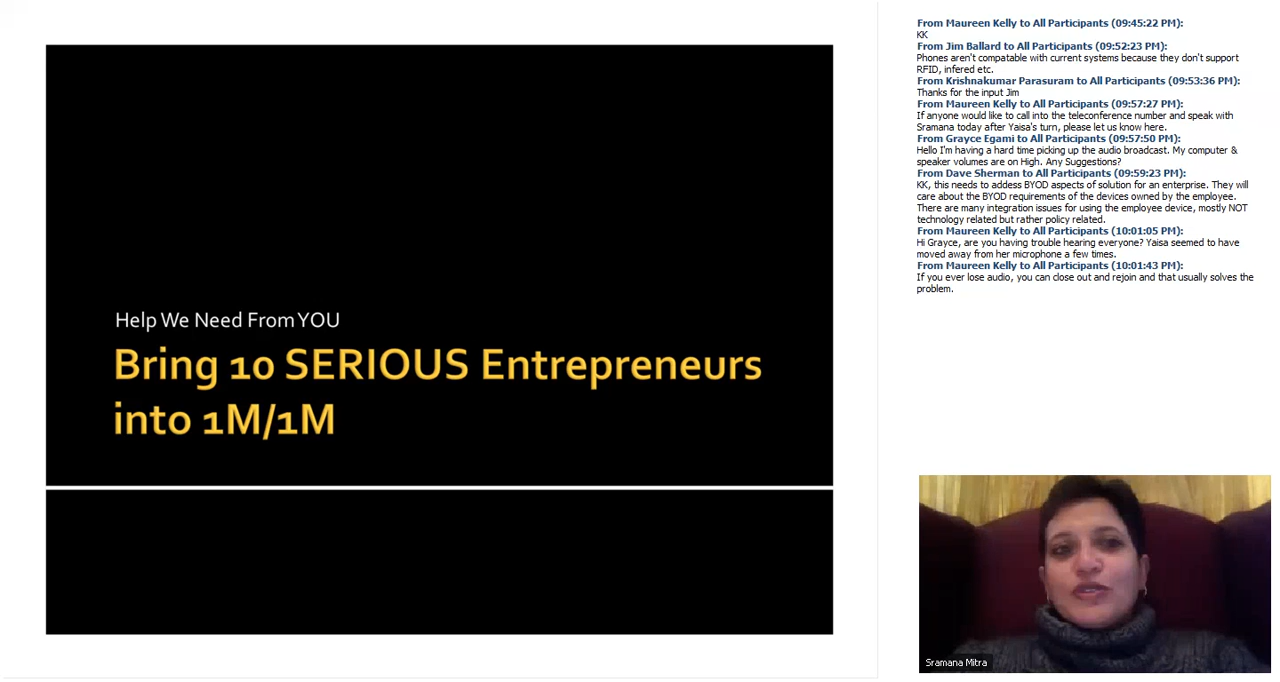 Help We Need From YOU
Bring 10 SERIOUS Entrepreneurs
into 1M/1M
From Maureen Kelly to All Participants (09:45:22 PM):
KK
From Jim Ballard to All Participants (09:52:23 PM):
Phones aren't compatable with current systems because they don't support
RFID, infered etc.
From Krishnakumar Parasuram to All Participants (09:53:36 PM):
Thanks for the input Jim
From Maureen Kelly to All Participants (09:57:27 PM):
If anyone would like to call into the teleconference number and speak with
Sramana today after Yaisa's turn, please let us know here.
From Grayce Egami to All Participants (09:57:50 PM):
Hello I'm having a hard time picking up the audio broadcast. My computer &
speaker volumes are on High. Any Suggestions?
From Dave Sherman to All Participants (09:59:23 PM):
KK, this needs to addess BYOD aspects of solution for an enterprise. They will
care about the BYOD requirements of the devices owned by the employee.
There are many integration issues for using the employee device, mostly NOT
technology related but rather policy related.
From Maureen Kelly to All Participants (10:01:05 PM):
Hi Grayce, are you having trouble hearing everyone? Yaisa seemed to have
moved away from her microphone a few times.
From Maureen Kelly to All Participants (10:01:43 PM):
If you ever lose audio, you can close out and rejoin and that usually solves the
problem.
Sramana Mitra